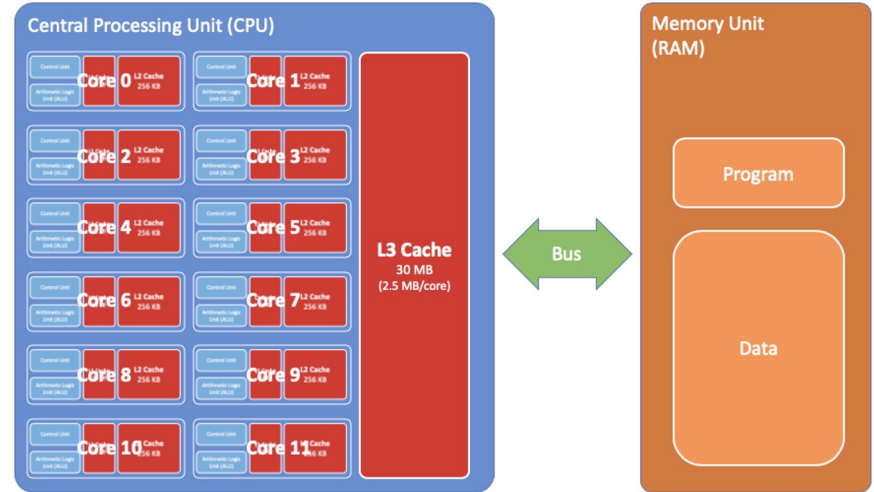 Central Processing Unit (CPU)
Control Unit
Arithmetic Logic
Unit (ALU)
Core 0
L2 Cache
256 KB
Control Unit
Arithmetic Logic
Unit (ALU)
Core 1
L2 Cache
256 KB
Control Unit
Arithmetic Logic
Unit (ALU)
Core 2
L2 Cache
256 KB
Control Unit
Arithmetic Logic
Unit (ALU)
Core 3
L2 Cache
256 KB
Control Unit
Arithmetic Logic
Unit (ALU)
Core 4
L2 Cache
256 KB
Control Unit
Arithmetic Logic
Unit (ALU)
Core 5
L2 Cache
256 KB
Control Unit
Arithmetic Logic
Unit (ALU)
Core 6
L2 Cache
256 KB
Control Unit
Arithmetic Logic
Unit (ALU)
Core 7
L2 Cache
256 KB
Control Unit
Arithmetic Logic
Unit (ALU)
Core 8
L2 Cache
256 KB
Control Unit
Arithmetic Logic
Unit (ALU)
Core 9
L2 Cache
256 KB
Control Unit
Arithmetic Logic
Unit (ALU)
Core 10
Cache
KB
Control Unit
Arithmetic Logic
Unit (ALU)
Core 11
Cache
KB
L3 Cache
30 MB
(2.5 MB/core)
Bus
Memory Unit
(RAM)
Program
Data